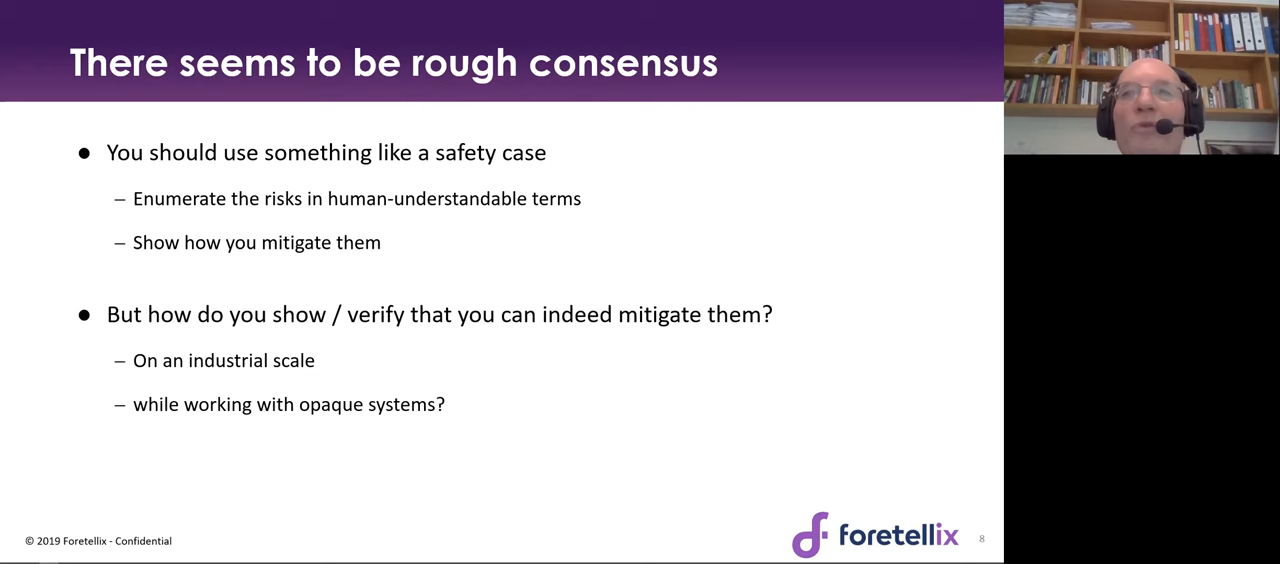 There seems to be rough consensus
● You should use something like a safety case
– Enumerate the risks in human-understandable terms
– Show how you mitigate them
● But how do you show / verify that you can indeed mitigate them?
– On an industrial scale
– while working with opaque systems?
© 2019 Foretellix - Confidential
foretellix
8